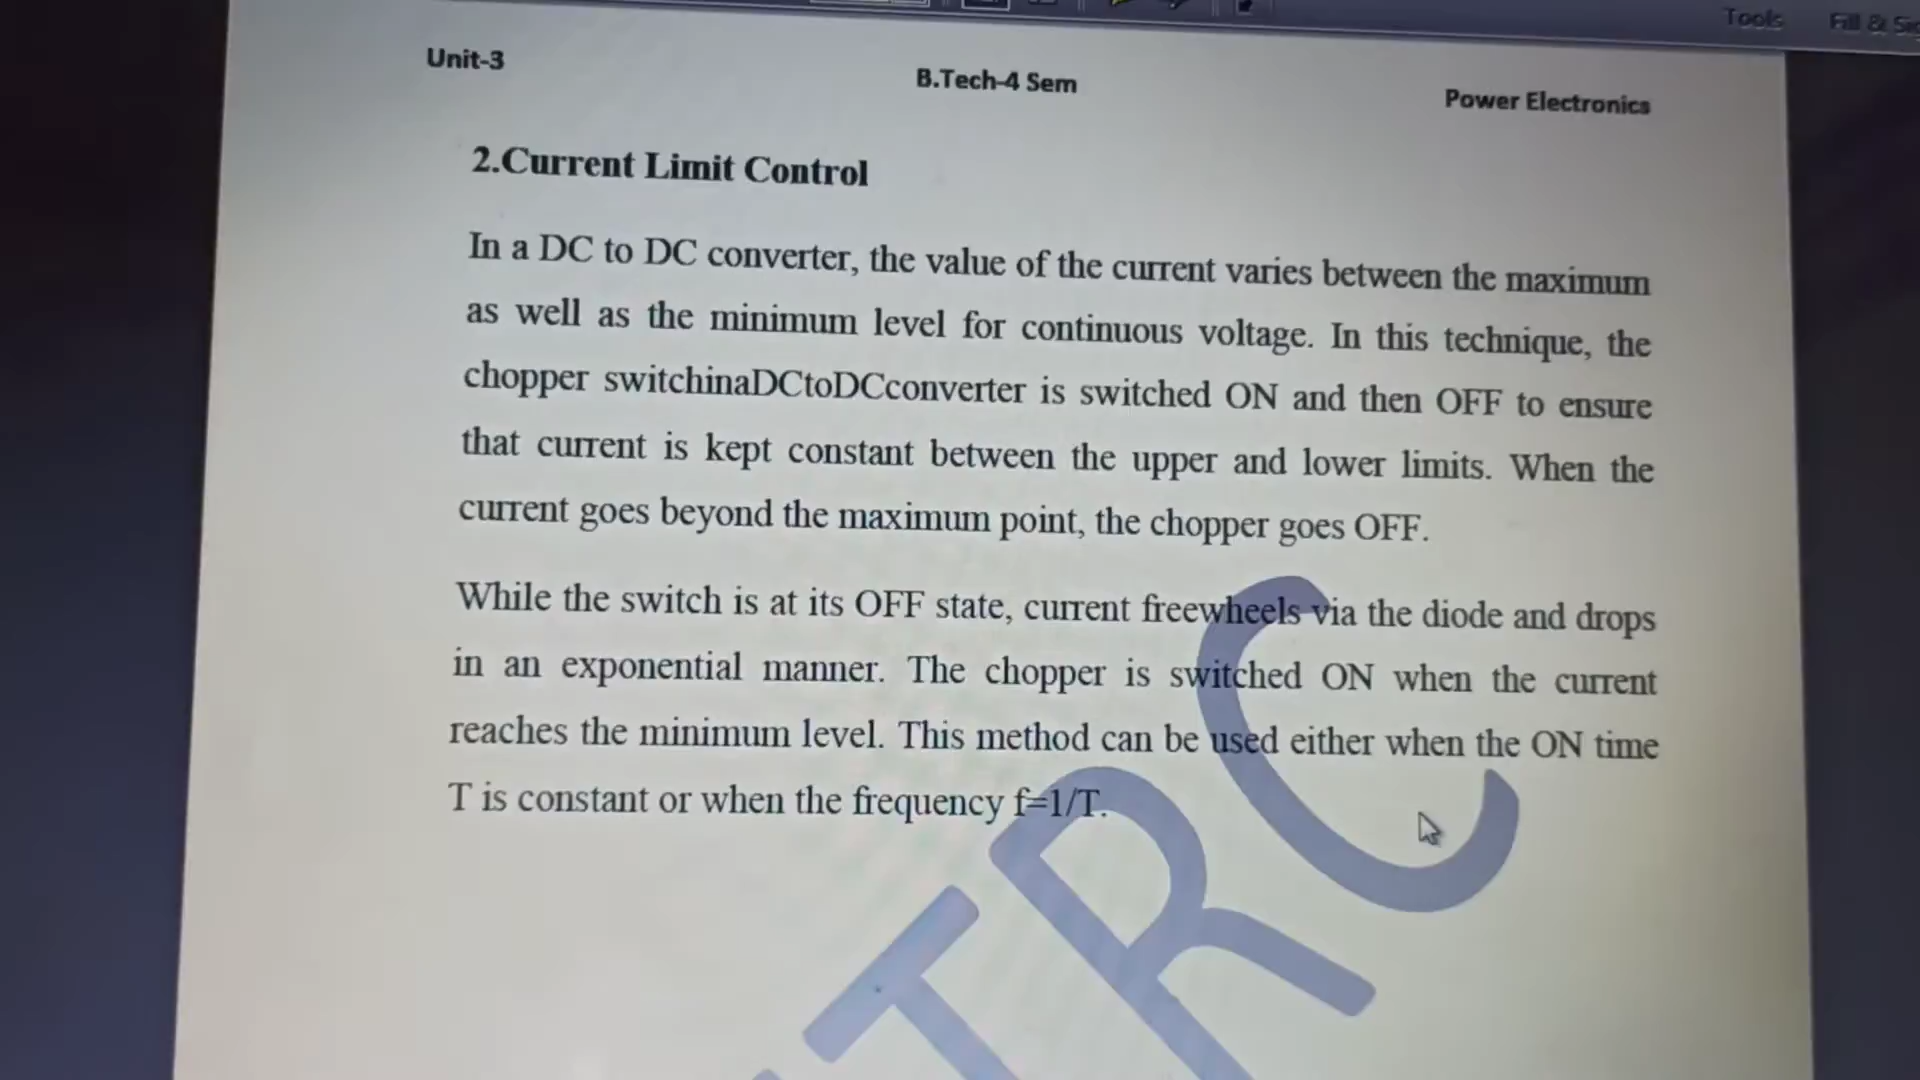 Tools Fill & Sig
Unit-3 B.Tech-4 Sem Power Electronics
2.Current Limit Control
In a DC to DC converter, the value of the current varies between the maximum
as well as the minimum level for continuous voltage. In this technique, the
chopper switchinaDCtoDCconverter is switched ON and then OFF to ensure
that current is kept constant between the upper and lower limits. When the
current goes beyond the maximum point, the chopper goes OFF.
While the switch is at its OFF state, current freewheels via the diode and drops
in an exponential manner. The chopper is switched ON when the current
reaches the minimum level. This method can be used either when the ON time
T is constant or when the frequency f=1/T.
TRC